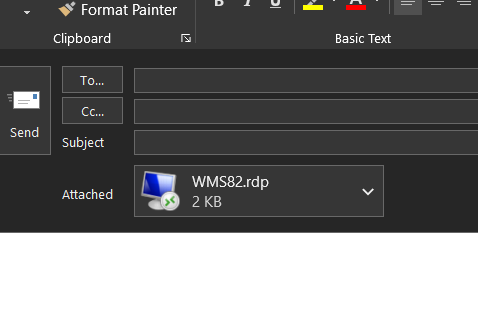 Format Painter
B I U A
Clipboard
Basic Text
To...
Cc...
Send
Subject
Attached
WMS82.rdp
2 KB